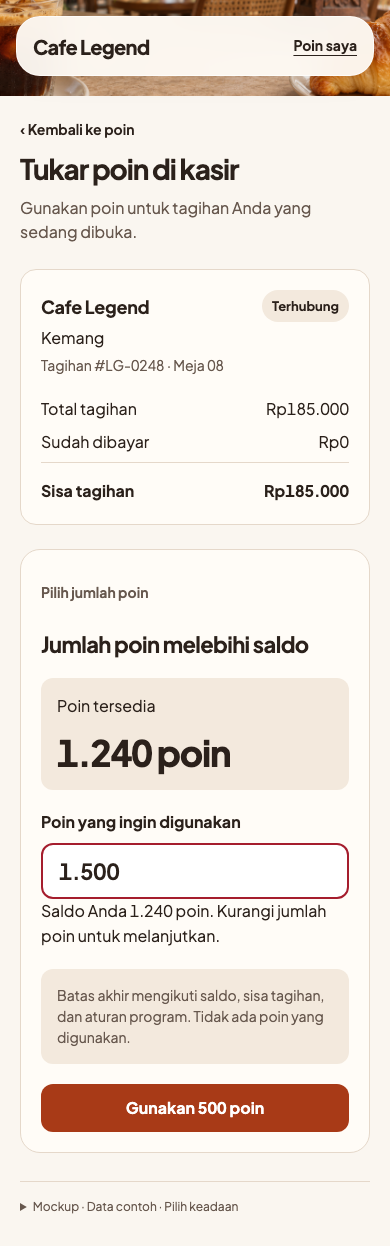 Cafe Legend
Poin saya
‹ Kembali ke poin
Tukar poin di kasir
Gunakan poin untuk tagihan Anda yang
sedang dibuka.
Cafe Legend
Terhubung
Kemang
Tagihan #LG-0248 · Meja 08
Total tagihan Rp185.000
Sudah dibayar Rp0
Sisa tagihan Rp185.000
Pilih jumlah poin
Jumlah poin melebihi saldo
Poin tersedia
1.240 poin
Poin yang ingin digunakan
1.500
Saldo Anda 1.240 poin. Kurangi jumlah
poin untuk melanjutkan.
Batas akhir mengikuti saldo, sisa tagihan,
dan aturan program. Tidak ada poin yang
digunakan.
Gunakan 500 poin
▶ Mockup · Data contoh · Pilih keadaan